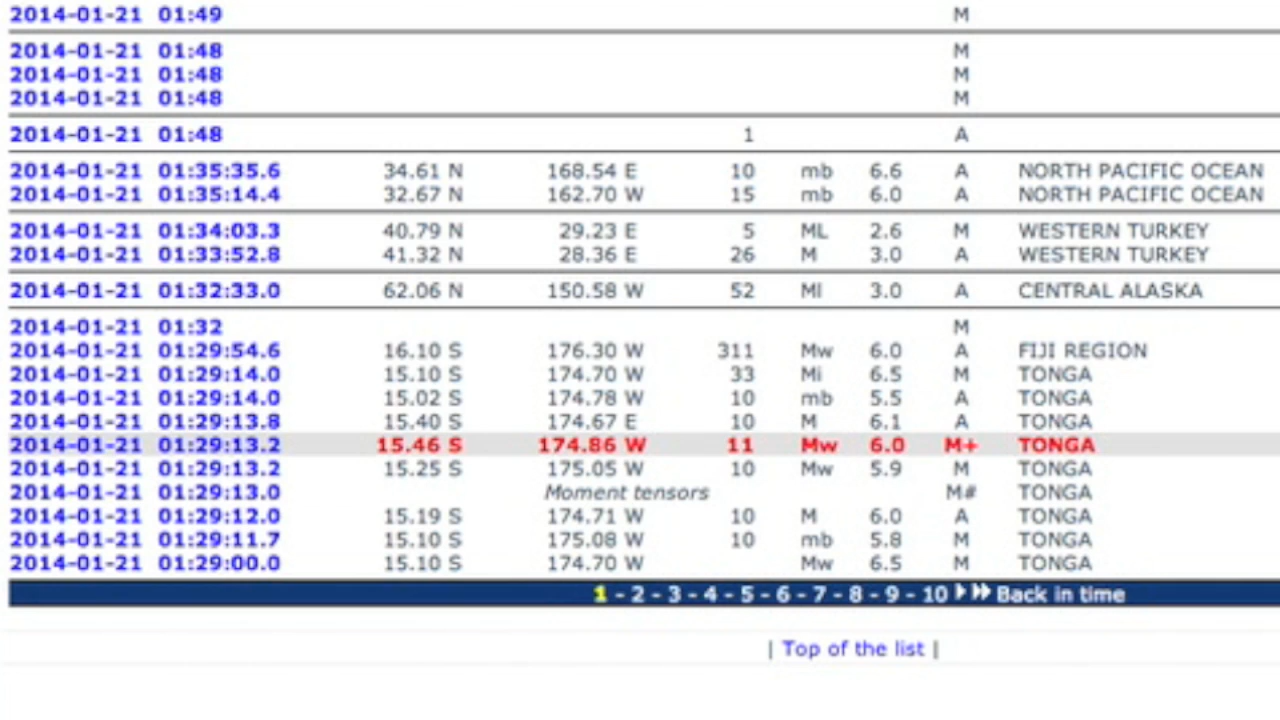 2014-01-21 01:49 M
2014-01-21 01:48 M
2014-01-21 01:48 M
2014-01-21 01:48 M
2014-01-21 01:48 1 A
2014-01-21 01:35:35.6 34.61 N 168.54 E 10 mb 6.6 A NORTH PACIFIC OCEAN
2014-01-21 01:35:14.4 32.67 N 162.70 W 15 mb 6.0 A NORTH PACIFIC OCEAN
2014-01-21 01:34:03.3 40.79 N 29.23 E 5 ML 2.6 M WESTERN TURKEY
2014-01-21 01:33:52.8 41.32 N 28.36 E 26 M 3.0 A WESTERN TURKEY
2014-01-21 01:32:33.0 62.06 N 150.58 W 52 Ml 3.0 A CENTRAL ALASKA
2014-01-21 01:32 M
2014-01-21 01:29:54.6 16.10 S 176.30 W 311 Mw 6.0 A FIJI REGION
2014-01-21 01:29:14.0 15.10 S 174.70 W 33 Mi 6.5 M TONGA
2014-01-21 01:29:14.0 15.02 S 174.78 W 10 mb 5.5 A TONGA
2014-01-21 01:29:13.8 15.40 S 174.67 E 10 M 6.1 A TONGA
2014-01-21 01:29:13.2 15.46 S 174.86 W 11 Mw 6.0 M+ TONGA
2014-01-21 01:29:13.2 15.25 S 175.05 W 10 Mw 5.9 M TONGA
2014-01-21 01:29:13.0 Moment tensors M# TONGA
2014-01-21 01:29:12.0 15.19 S 174.71 W 10 M 6.0 A TONGA
2014-01-21 01:29:11.7 15.10 S 175.08 W 10 mb 5.8 M TONGA
2014-01-21 01:29:00.0 15.10 S 174.70 W Mw 6.5 M TONGA
1 - 2 - 3 - 4 - 5 - 6 - 7 - 8 - 9 - 10 Back in time
| Top of the list |